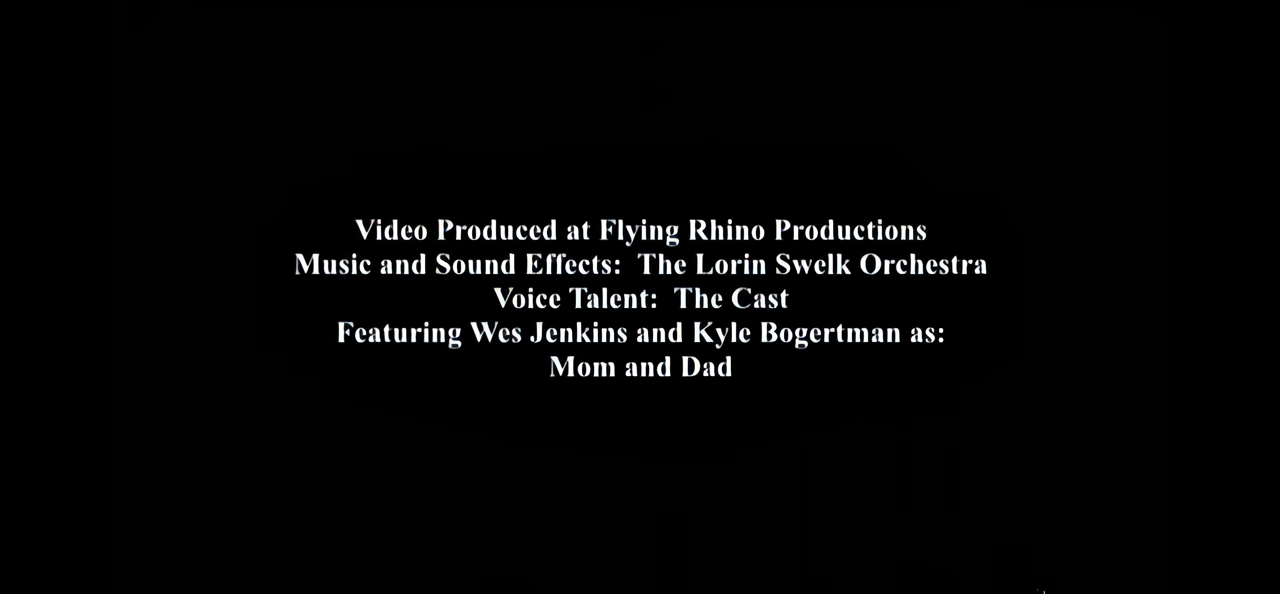 Video Produced at Flying Rhino Productions
Music and Sound Effects:  The Lorin Swelk Orchestra
Voice Talent:  The Cast
Featuring Wes Jenkins and Kyle Bogertman as:
Mom and Dad